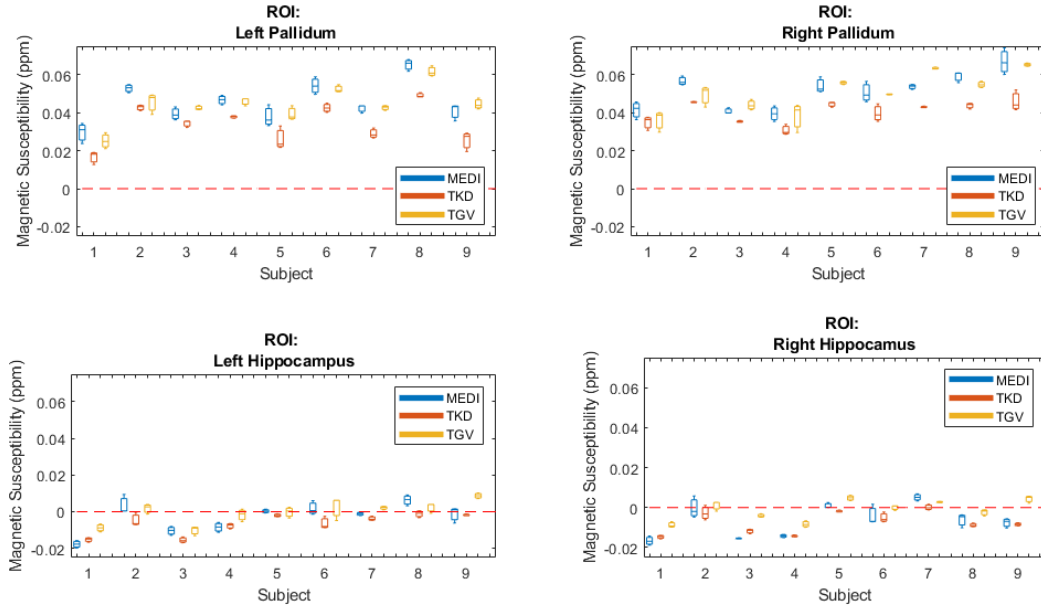 ROI:
Left Pallidum
Magnetic Susceptibility (ppm)
0.06
0.04
0.02
0
-0.02
1 2 3 4 5 6 7 8 9
Subject
MEDI
TKD
TGV
ROI:
Right Pallidum
Magnetic Susceptibility (ppm)
0.06
0.04
0.02
0
-0.02
1 2 3 4 5 6 7 8 9
Subject
MEDI
TKD
TGV
ROI:
Left Hippocampus
Magnetic Susceptibility (ppm)
0.06
0.04
0.02
0
-0.02
1 2 3 4 5 6 7 8 9
Subject
MEDI
TKD
TGV
ROI:
Right Hippocamus
Magnetic Susceptibility (ppm)
0.06
0.04
0.02
0
-0.02
1 2 3 4 5 6 7 8 9
Subject
MEDI
TKD
TGV